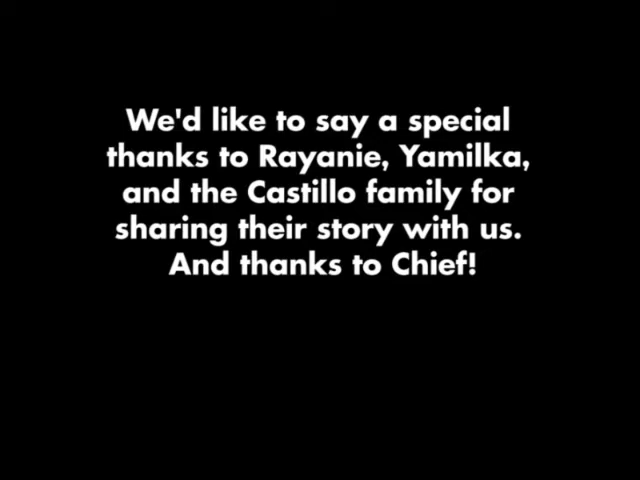 We'd like to say a special
thanks to Rayanie, Yamilka,
and the Castillo family for
sharing their story with us.
And thanks to Chief!